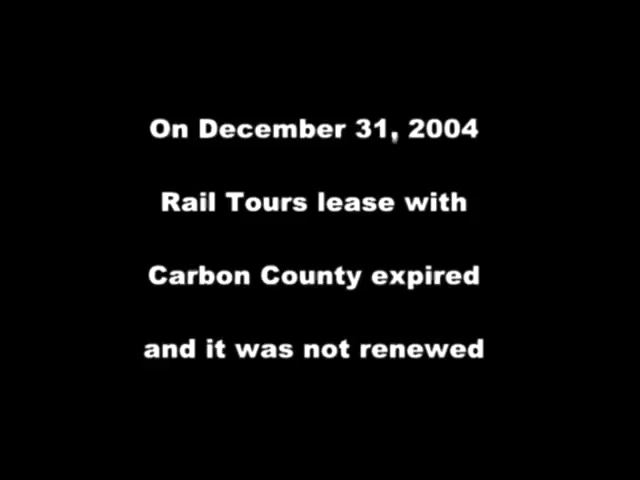 On December 31, 2004
Rail Tours lease with
Carbon County expired
and it was not renewed